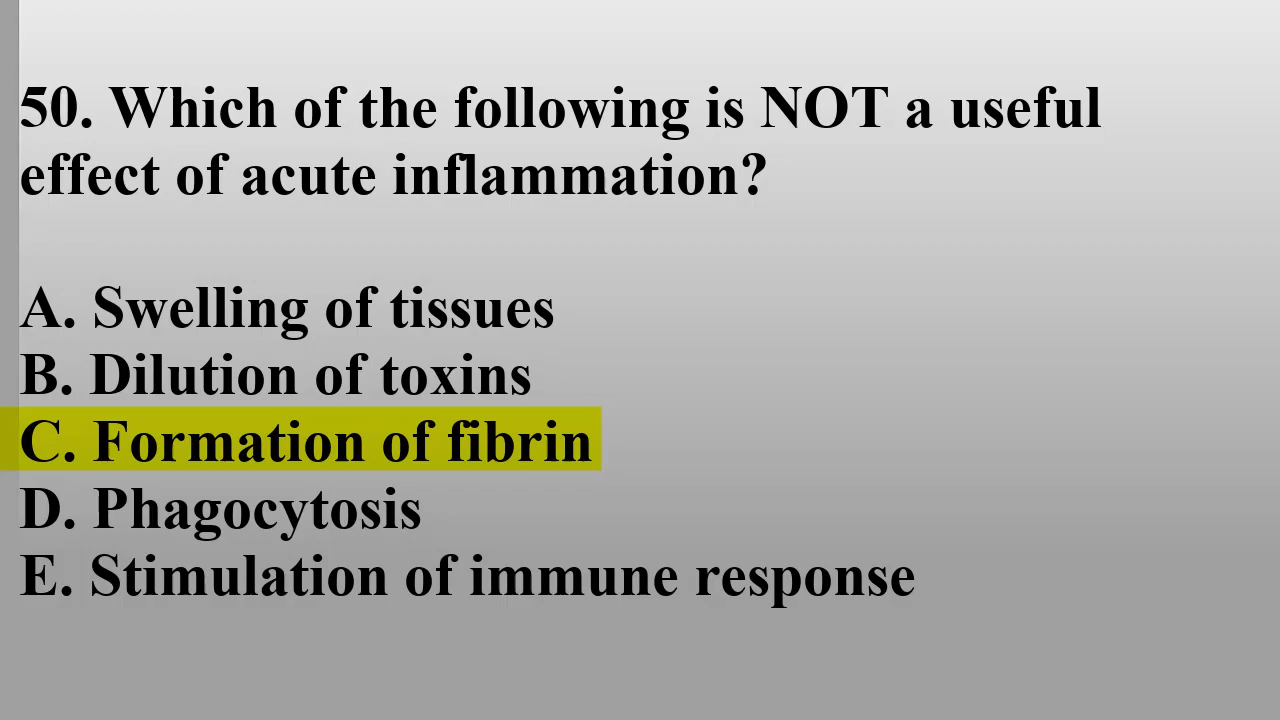 50. Which of the following is NOT a useful
effect of acute inflammation?
A. Swelling of tissues
B. Dilution of toxins
C. Formation of fibrin
D. Phagocytosis
E. Stimulation of immune response